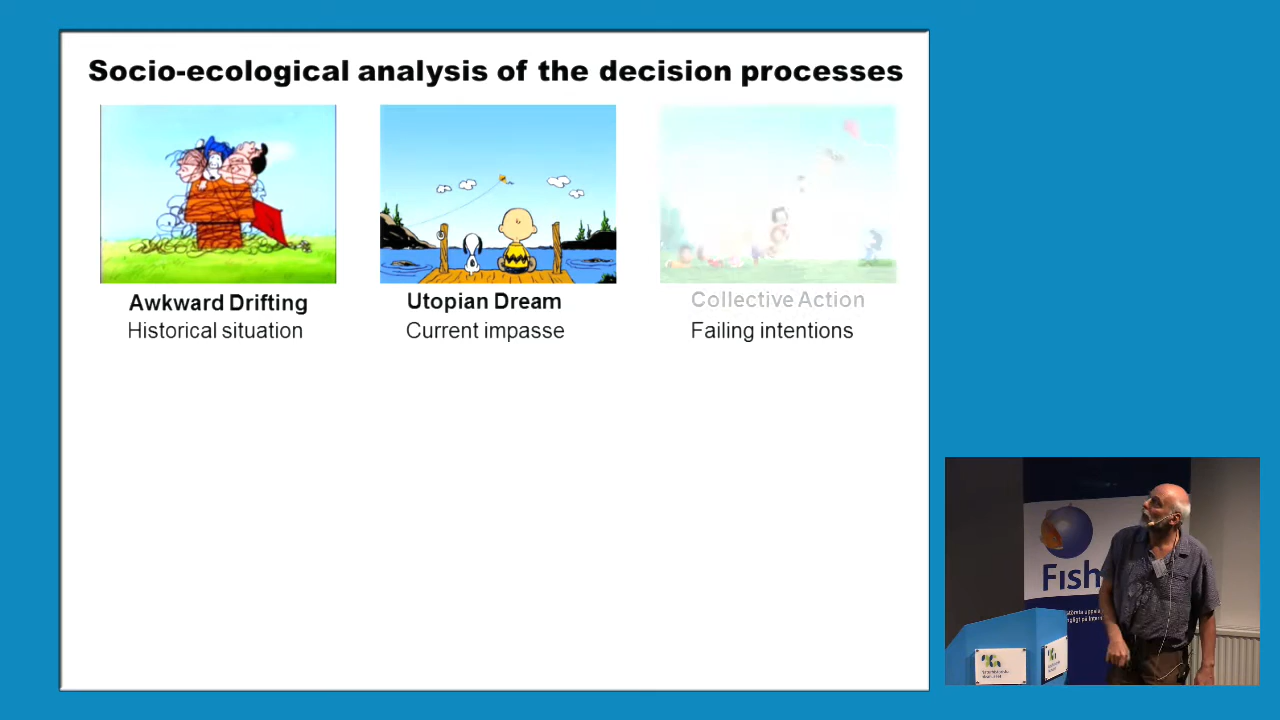 Socio-ecological analysis of the decision processes
Awkward Drifting
Historical situation
Utopian Dream
Current impasse
Collective Action
Failing intentions
Fish